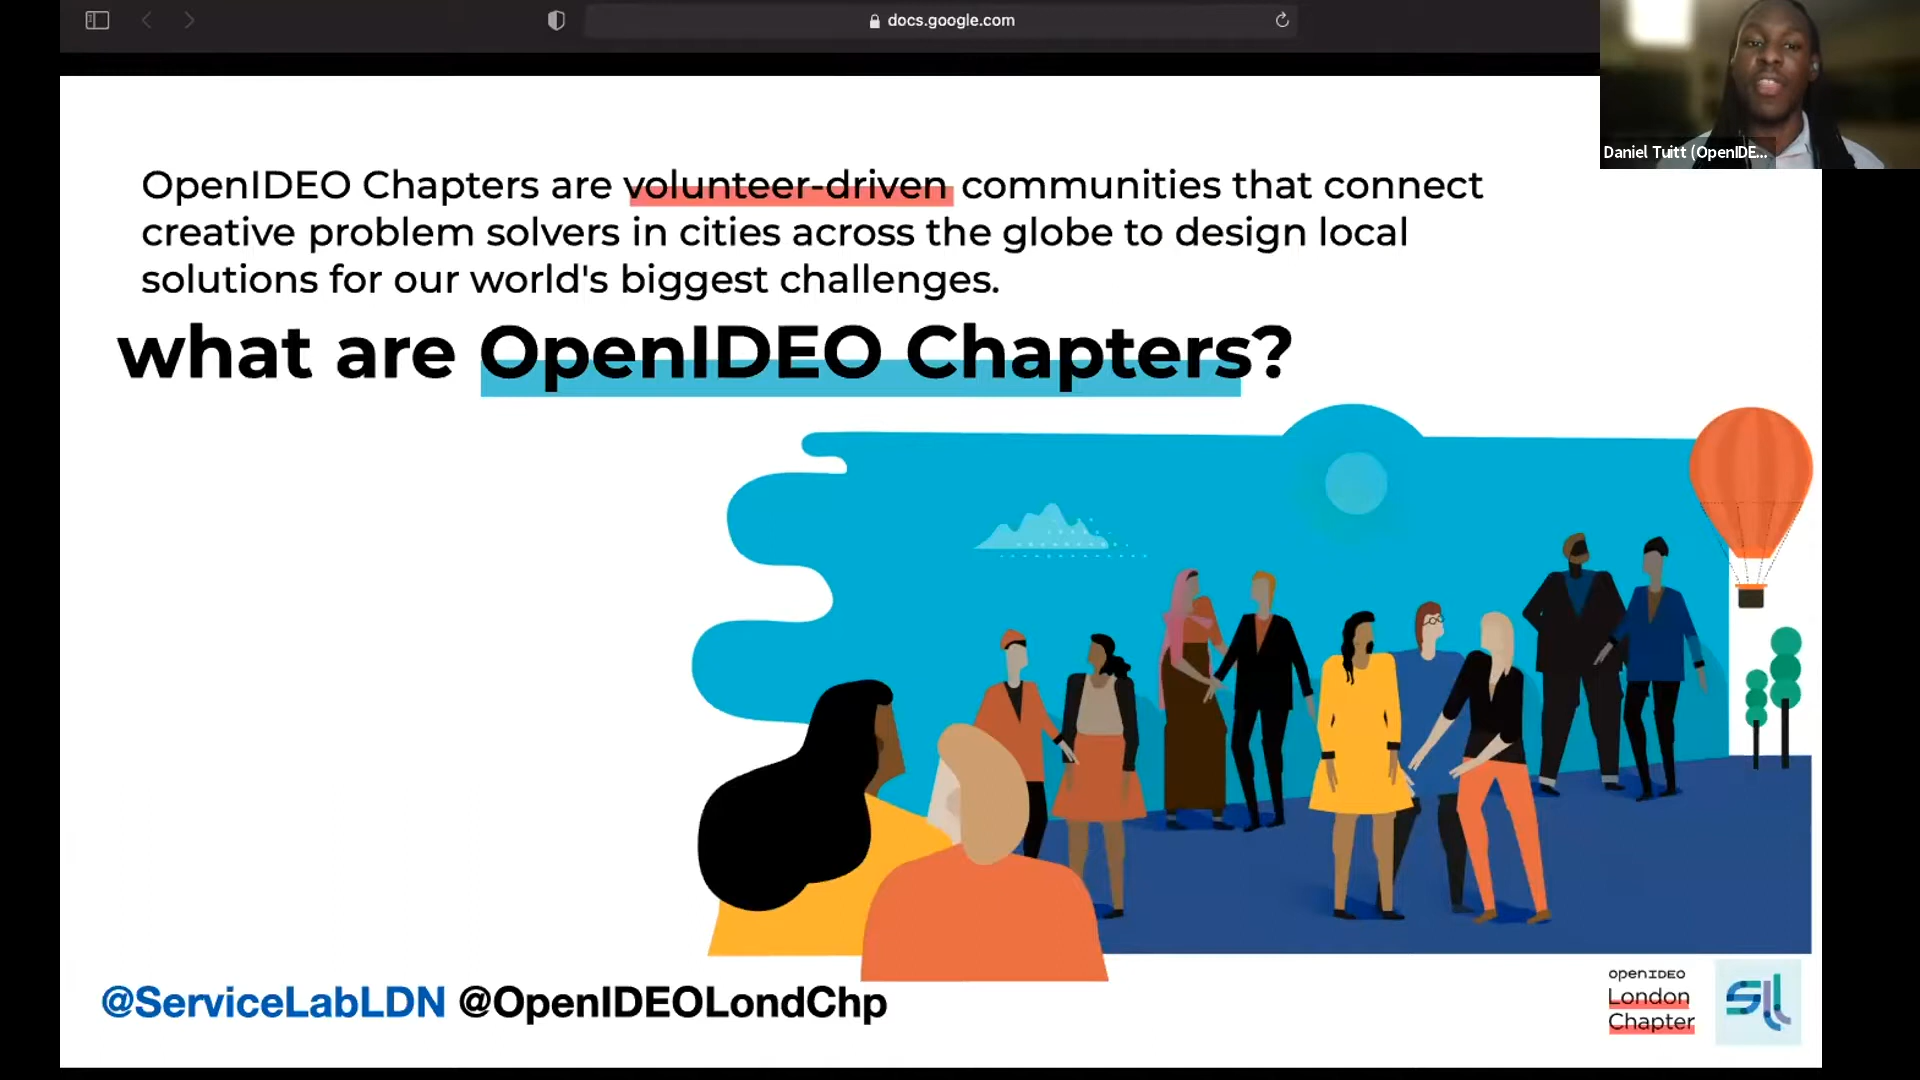 docs.google.com
Daniel Tuitt (OpenIDE...
OpenIDEO Chapters are volunteer-driven communities that connect
creative problem solvers in cities across the globe to design local
solutions for our world's biggest challenges.
what are OpenIDEO Chapters?
@ServiceLabLDN @OpenIDEOLondChp
OPENIDEO
London
Chapter
SLL